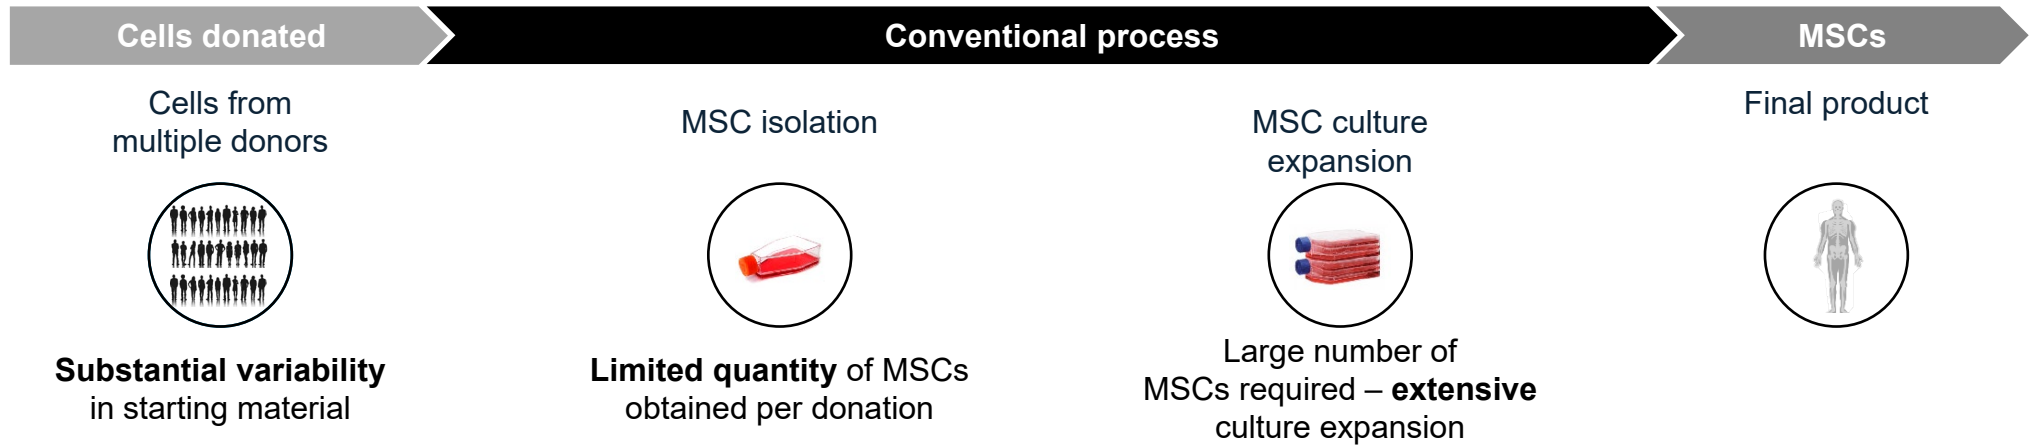 Cells donated
Conventional process
MSCs
Cells from
multiple donors
MSC isolation
MSC culture
expansion
Final product
Substantial variability
in starting material
Limited quantity of MSCs
obtained per donation
Large number of
MSCs required – extensive
culture expansion